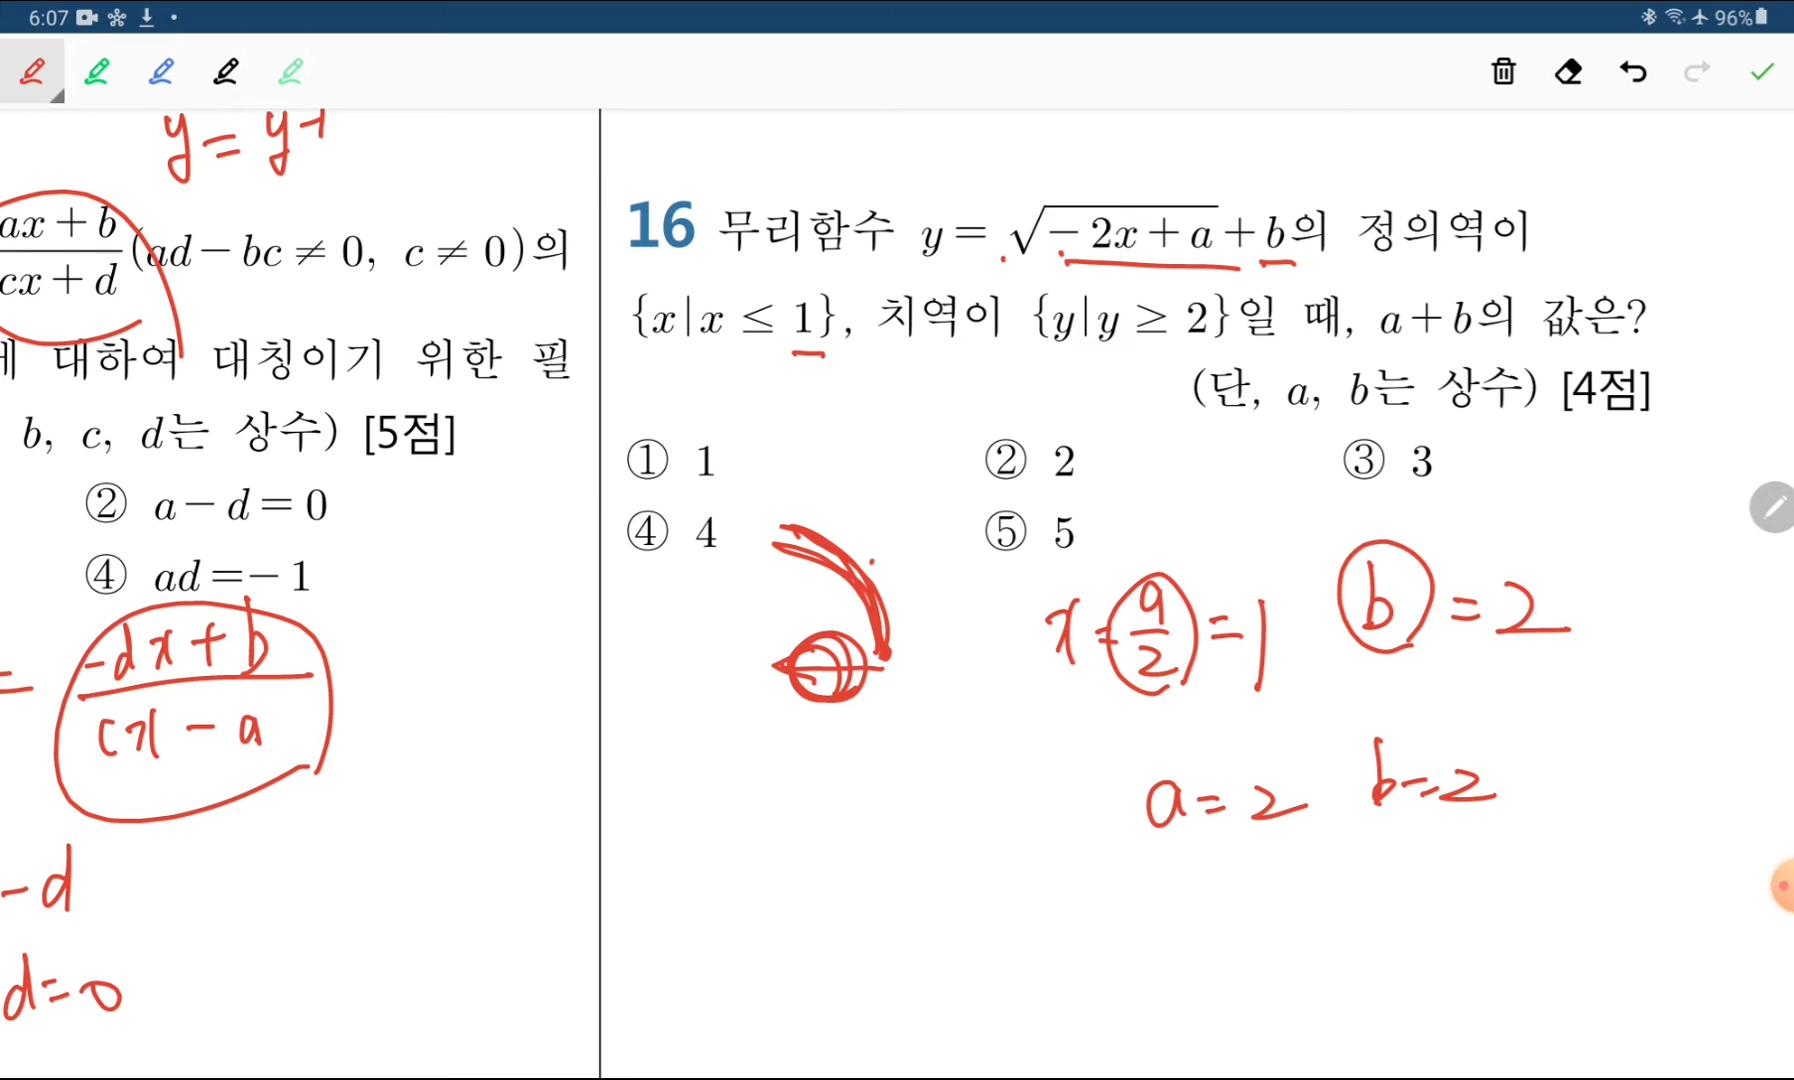 6:07
96%
y = y
ax + b
cx + d
(ad − bc ≠ 0, c ≠ 0)의
대하여 대칭이기 위한 필
b, c, d는 상수) [5점]
② a − d = 0
④ ad = − 1
= -dx + b
cx - a
- d
d = 0
16 무리함수 y = √−2x + a + b의 정의역이
{x|x ≤ 1}, 치역이 {y|y ≥ 2}일 때, a + b의 값은?
(단, a, b는 상수) [4점]
① 1 ② 2 ③ 3
④ 4 ⑤ 5
x = a/2 = 1 b = 2
a = 2 b = 2